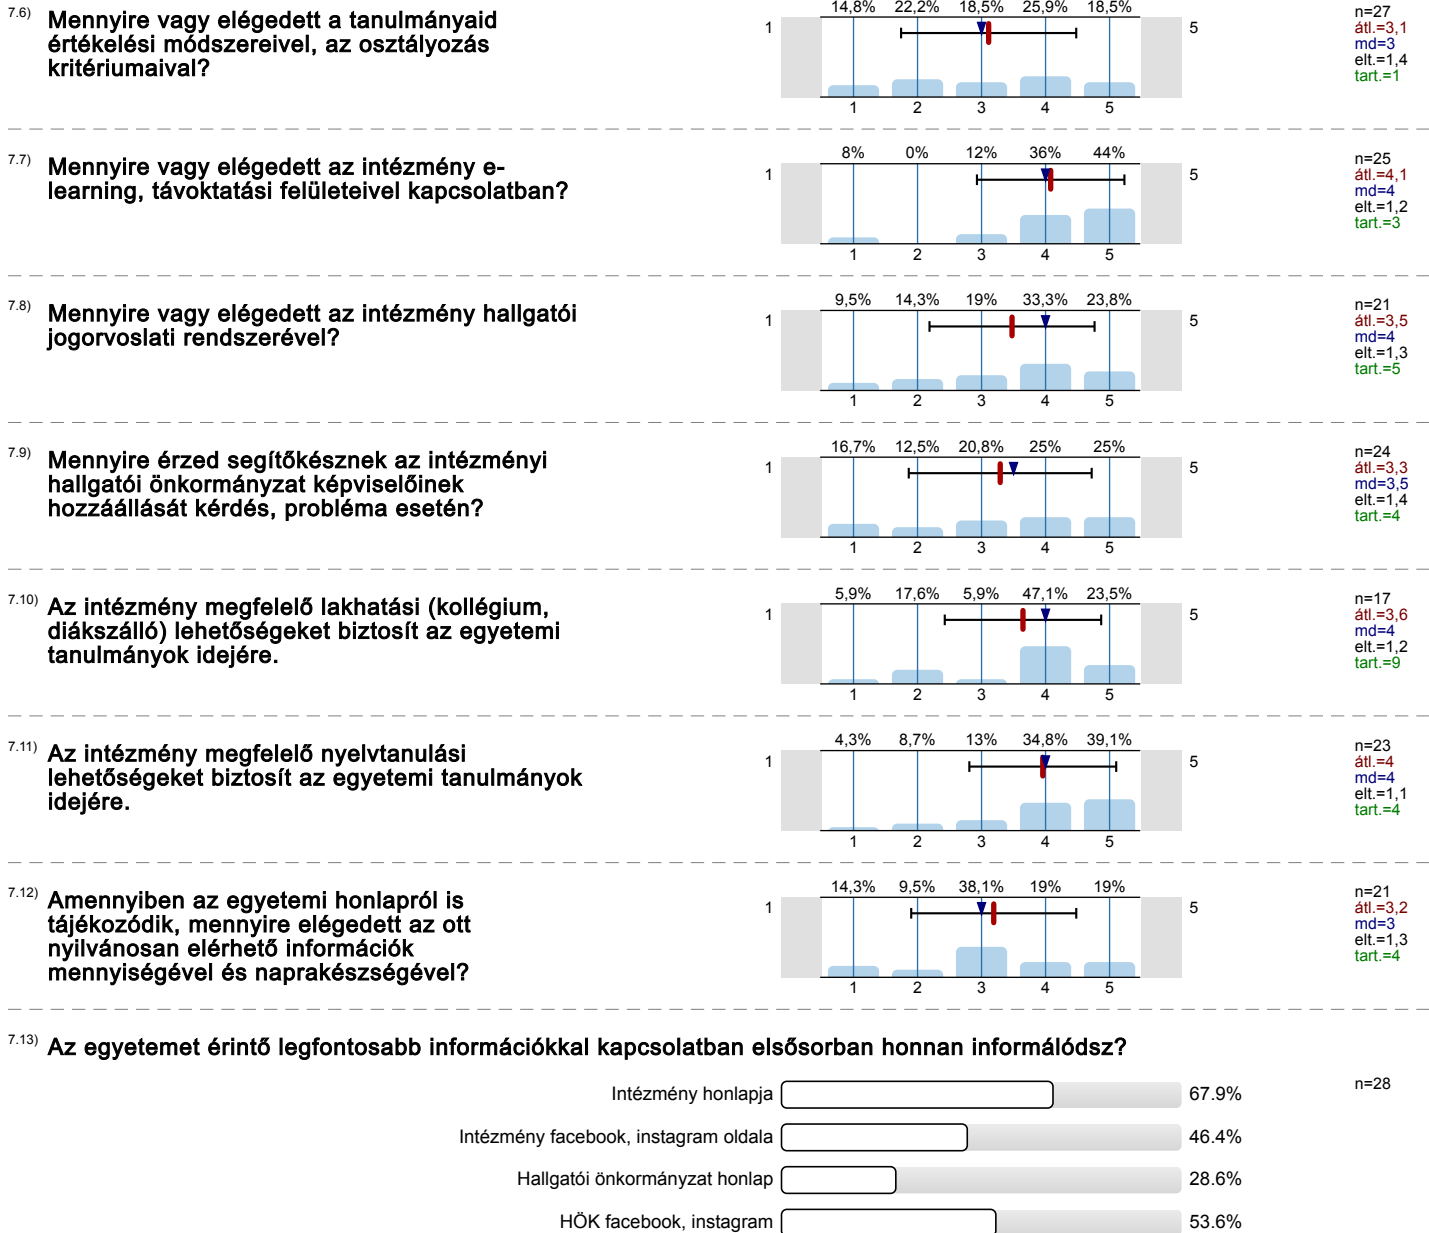 7.6) Mennyire vagy elégedett a tanulmányaid
értékelési módszereivel, az osztályozás
kritériumaival?
14,8% 22,2% 18,5% 25,9% 18,5%
1 5
1 2 3 4 5
n=27
átl.=3,1
md=3
elt.=1,4
tart.=1
7.7) Mennyire vagy elégedett az intézmény e-
learning, távoktatási felületeivel kapcsolatban?
8% 0% 12% 36% 44%
1 5
1 2 3 4 5
n=25
átl.=4,1
md=4
elt.=1,2
tart.=3
7.8) Mennyire vagy elégedett az intézmény hallgatói
jogorvoslati rendszerével?
9,5% 14,3% 19% 33,3% 23,8%
1 5
1 2 3 4 5
n=21
átl.=3,5
md=4
elt.=1,3
tart.=5
7.9) Mennyire érzed segítőkésznek az intézményi
hallgatói önkormányzat képviselőinek
hozzáállását kérdés, probléma esetén?
16,7% 12,5% 20,8% 25% 25%
1 5
1 2 3 4 5
n=24
átl.=3,3
md=3,5
elt.=1,4
tart.=4
7.10) Az intézmény megfelelő lakhatási (kollégium,
diákszálló) lehetőségeket biztosít az egyetemi
tanulmányok idejére.
5,9% 17,6% 5,9% 47,1% 23,5%
1 5
1 2 3 4 5
n=17
átl.=3,6
md=4
elt.=1,2
tart.=9
7.11) Az intézmény megfelelő nyelvtanulási
lehetőségeket biztosít az egyetemi tanulmányok
idejére.
4,3% 8,7% 13% 34,8% 39,1%
1 5
1 2 3 4 5
n=23
átl.=4
md=4
elt.=1,1
tart.=4
7.12) Amennyiben az egyetemi honlapról is
tájékozódik, mennyire elégedett az ott
nyilvánosan elérhető információk
mennyiségével és naprakészségével?
14,3% 9,5% 38,1% 19% 19%
1 5
1 2 3 4 5
n=21
átl.=3,2
md=3
elt.=1,3
tart.=4
7.13) Az egyetemet érintő legfontosabb információkkal kapcsolatban elsősorban honnan informálódsz?
Intézmény honlapja 67.9% n=28
Intézmény facebook, instagram oldala 46.4%
Hallgatói önkormányzat honlap 28.6%
HÖK facebook, instagram 53.6%